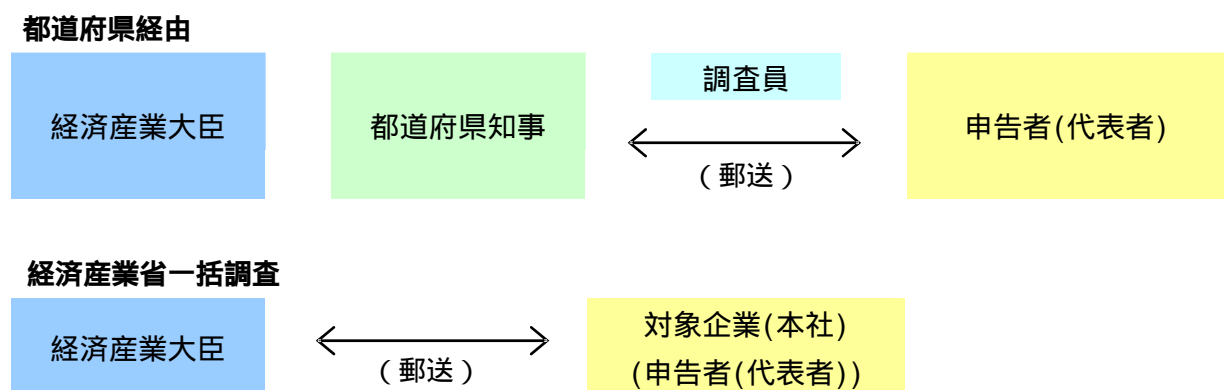 都道府県経由
経済産業大臣
都道府県知事
調査員
(郵送)
申告者(代表者)
経済産業省一括調査
経済産業大臣
(郵送)
対象企業(本社)
(申告者(代表者))